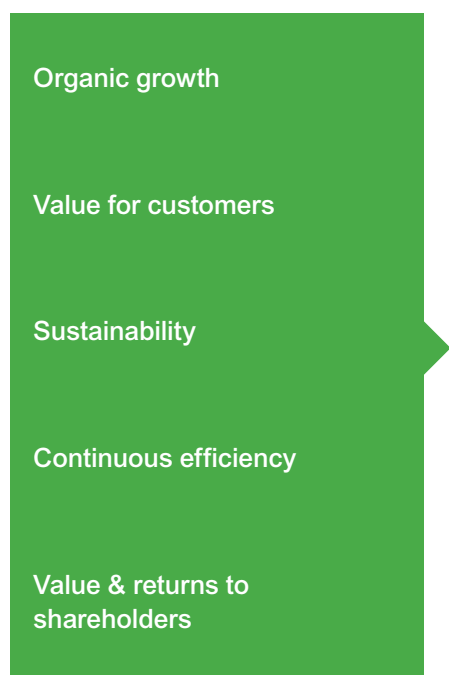 Organic growth
Value for customers
Sustainability
Continuous efficiency
Value & returns to
shareholders